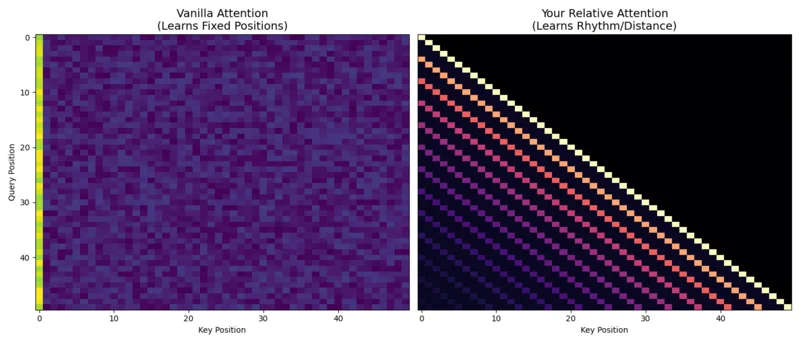 Vanilla Attention
(Learns Fixed Positions)
Your Relative Attention
(Learns Rhythm/Distance)
Query Position
0
10
20
30
40
0 10 20 30 40
Key Position
0 10 20 30 40
Key Position